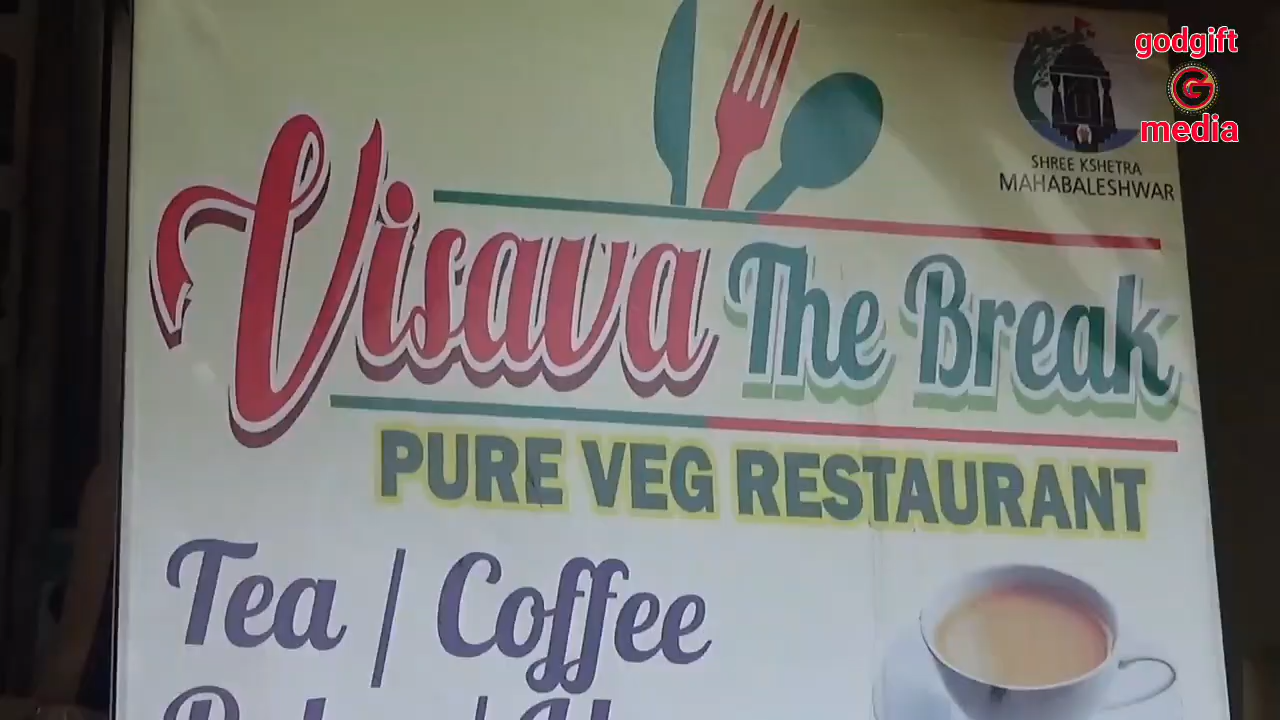 godgift
G
media
SHREE KSHETRA
MAHABALESHWAR
Visava The Break
PURE VEG RESTAURANT
Tea / Coffee